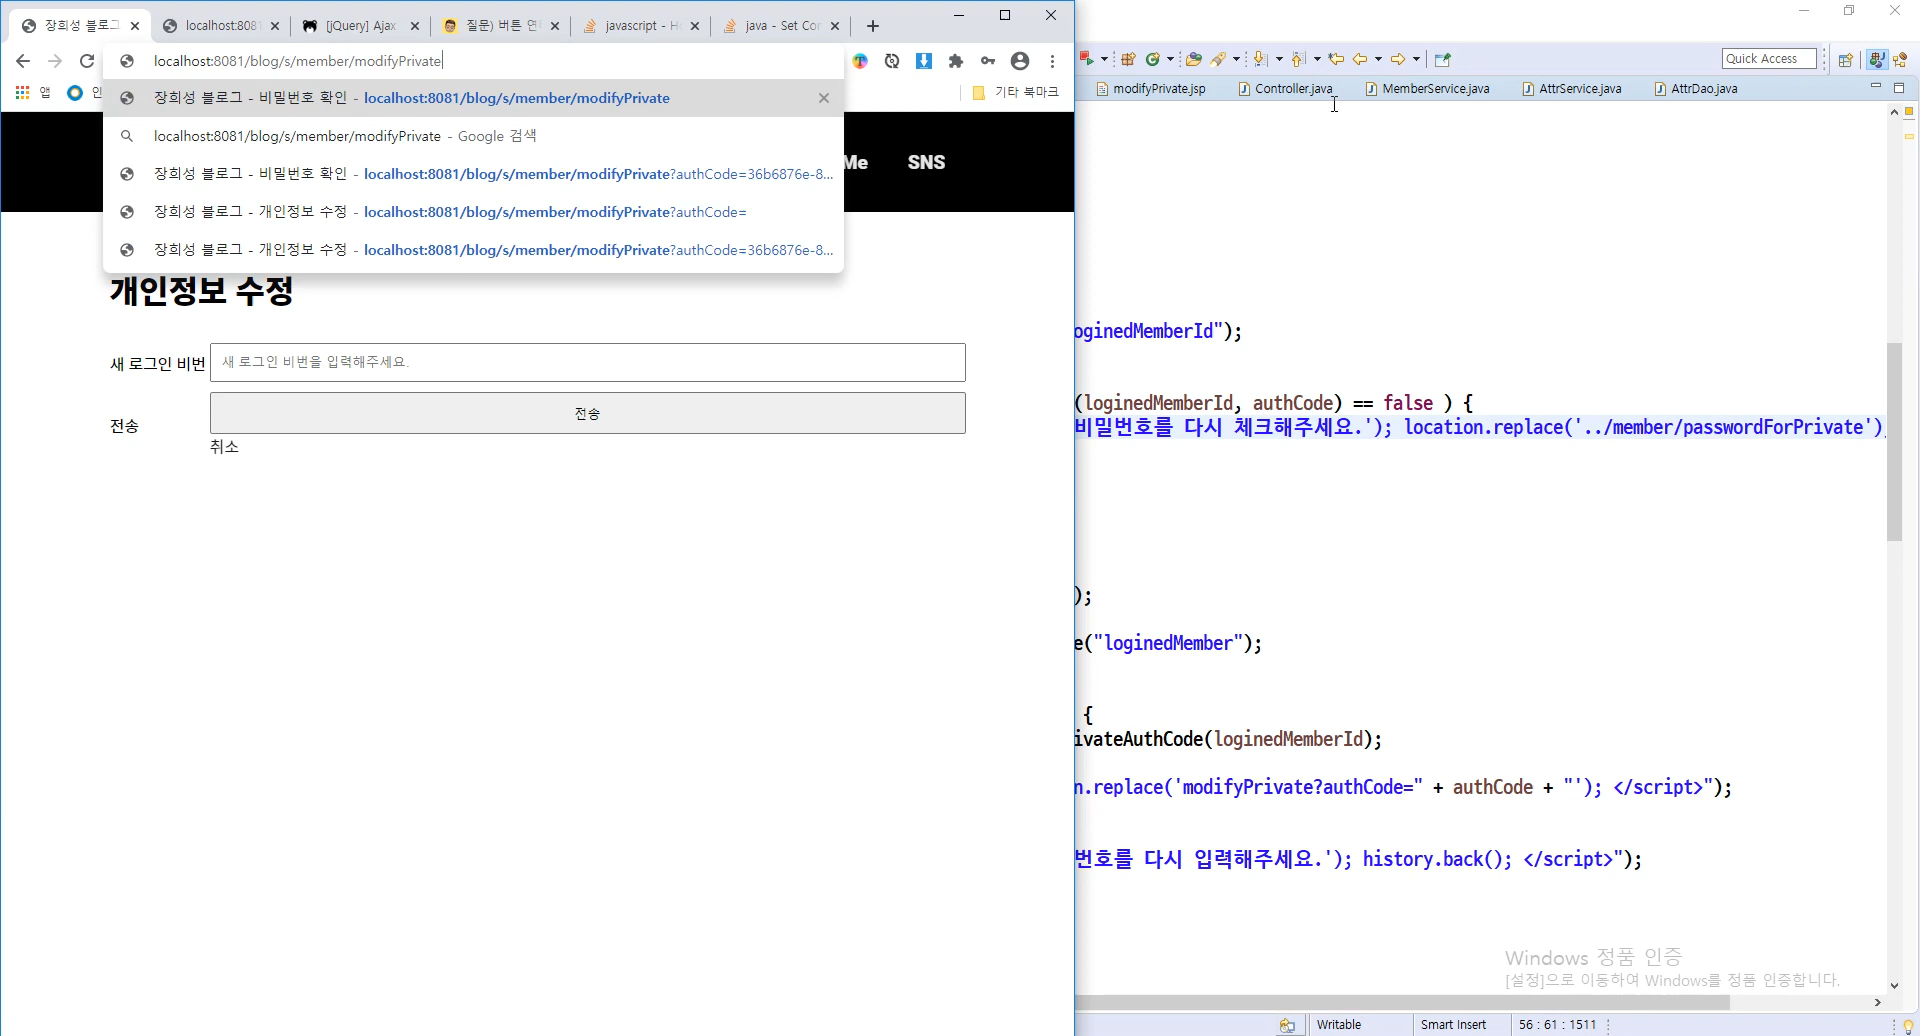 장희성 블로그
localhost:808
[jQuery] Ajax
질문) 버튼 연
javascript - H
java - Set Co
localhost:8081/blog/s/member/modifyPrivate
앱
기타 북마크
장희성 블로그 - 비밀번호 확인 - localhost:8081/blog/s/member/modifyPrivate
localhost:8081/blog/s/member/modifyPrivate - Google 검색
장희성 블로그 - 비밀번호 확인 - localhost:8081/blog/s/member/modifyPrivate?authCode=36b6876e-8...
장희성 블로그 - 개인정보 수정 - localhost:8081/blog/s/member/modifyPrivate?authCode=
장희성 블로그 - 개인정보 수정 - localhost:8081/blog/s/member/modifyPrivate?authCode=36b6876e-8...
Me SNS
개인정보 수정
새 로그인 비번 새 로그인 비번을 입력해주세요.
전송 전송
취소
Quick Access
modifyPrivate.jsp Controller.java MemberService.java AttrService.java AttrDao.java
oginedMemberId");
(loginedMemberId, authCode) == false ) {
비밀번호를 다시 체크해주세요.'); location.replace('../member/passwordForPrivate')
);
e("loginedMember");
{
ivateAuthCode(loginedMemberId);
n.replace('modifyPrivate?authCode=" + authCode + "'); </script>");
번호를 다시 입력해주세요.'); history.back(); </script>");
Windows 정품 인증
[설정]으로 이동하여 Windows를 정품 인증합니다.
Writable Smart Insert 56 : 61 : 1511